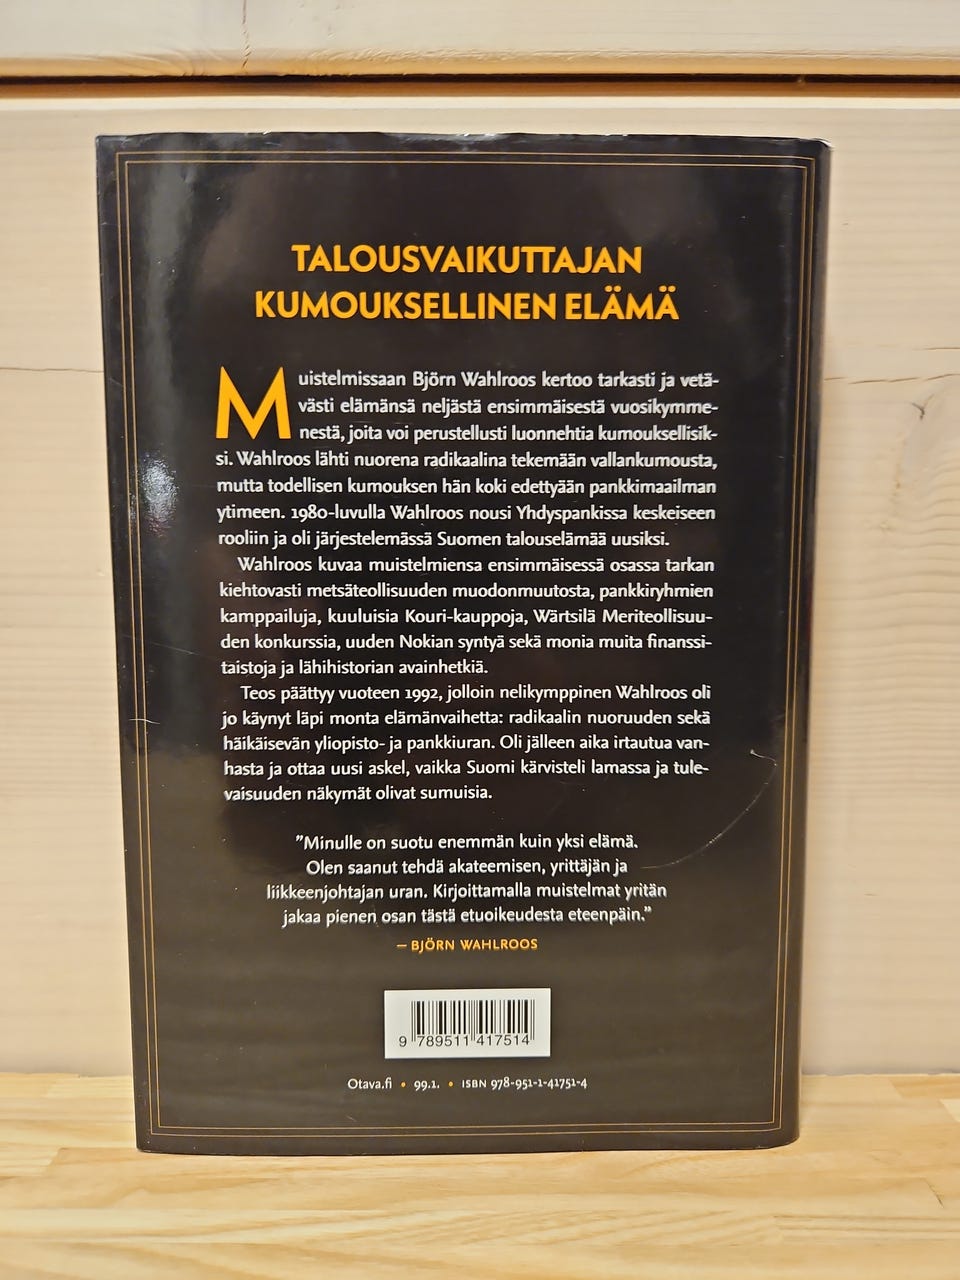 TALOUSVAIKUTTAJAN
KUMOUKSELLINEN ELÄMÄ
Muistelmissaan Björn Wahlroos kertoo tarkasti ja vetä-
västi elämänsä neljästä ensimmäisestä vuosikymme-
nestä, joita voi perustellusti luonnehtia kumouksellisik-
si. Wahlroos lähti nuorena radikaalina tekemään vallankumousta,
mutta todellisen kumouksen hän koki edettyään pankkimaailman
ytimeen. 1980-luvulla Wahlroos nousi Yhdyspankissa keskeiseen
rooliin ja oli järjestelemässä Suomen talouselämää uusiksi.
Wahlroos kuvaa muistelmiensa ensimmäisessä osassa tarkan
kiehtovasti metsäteollisuuden muodonmuutosta, pankkiryhmien
kamppailuja, kuuluisia Kouri-kauppoja, Wärtsilä Meriteollisuu-
den konkurssia, uuden Nokian syntyä sekä monia muita finanssi-
taistoja ja lähihistorian avainhetkiä.
Teos päättyy vuoteen 1992, jolloin nelikymppinen Wahlroos oli
jo käynyt läpi monta elämänvaihetta: radikaalin nuoruuden sekä
häikäisevän yliopisto- ja pankkiuran. Oli jälleen aika irtautua van-
hasta ja ottaa uusi askel, vaikka Suomi kärvisteli lamassa ja tule-
vaisuuden näkymät olivat sumuisia.
”Minulle on suotu enemmän kuin yksi elämä.
Olen saanut tehdä akateemisen, yrittäjän ja
liikkeenjohtajan uran. Kirjoittamalla muistelmat yritän
jakaa pienen osan tästä etuoikeudesta eteenpäin.”
– BJÖRN WAHLROOS
9 789511 417514
Otava.fi • 99.1. • ISBN 978-951-1-41751-4